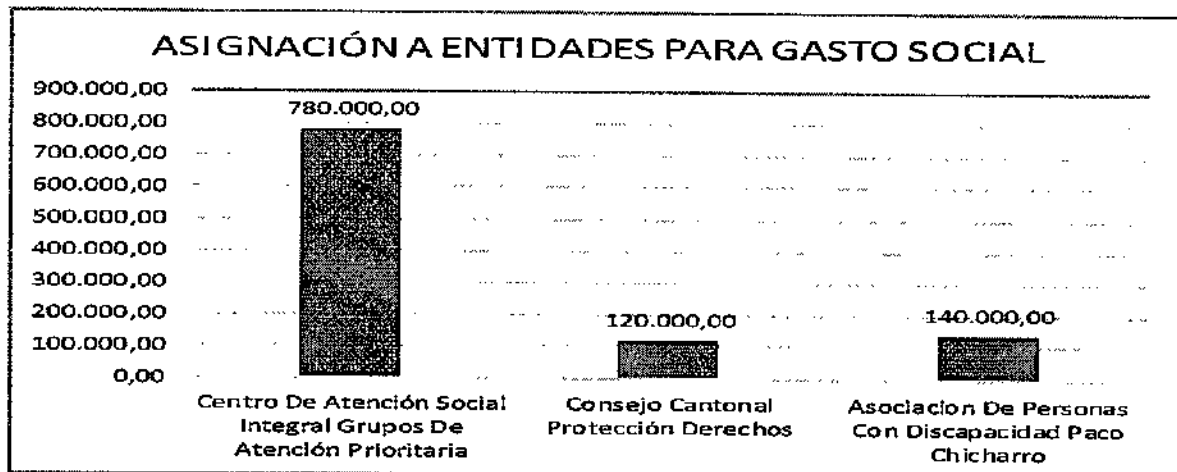 ASIGNACIÓN A ENTIDADES PARA GASTO SOCIAL
900.000,00
800.000,00
700.000,00
600.000,00
500.000,00
400.000,00
300.000,00
200.000,00
100.000,00
0,00
780.000,00
120.000,00
140.000,00
Centro De Atención Social
Integral Grupos De
Atención Prioritaria
Consejo Cantonal
Protección Derechos
Asociacion De Personas
Con Discapacidad Paco
Chicharro